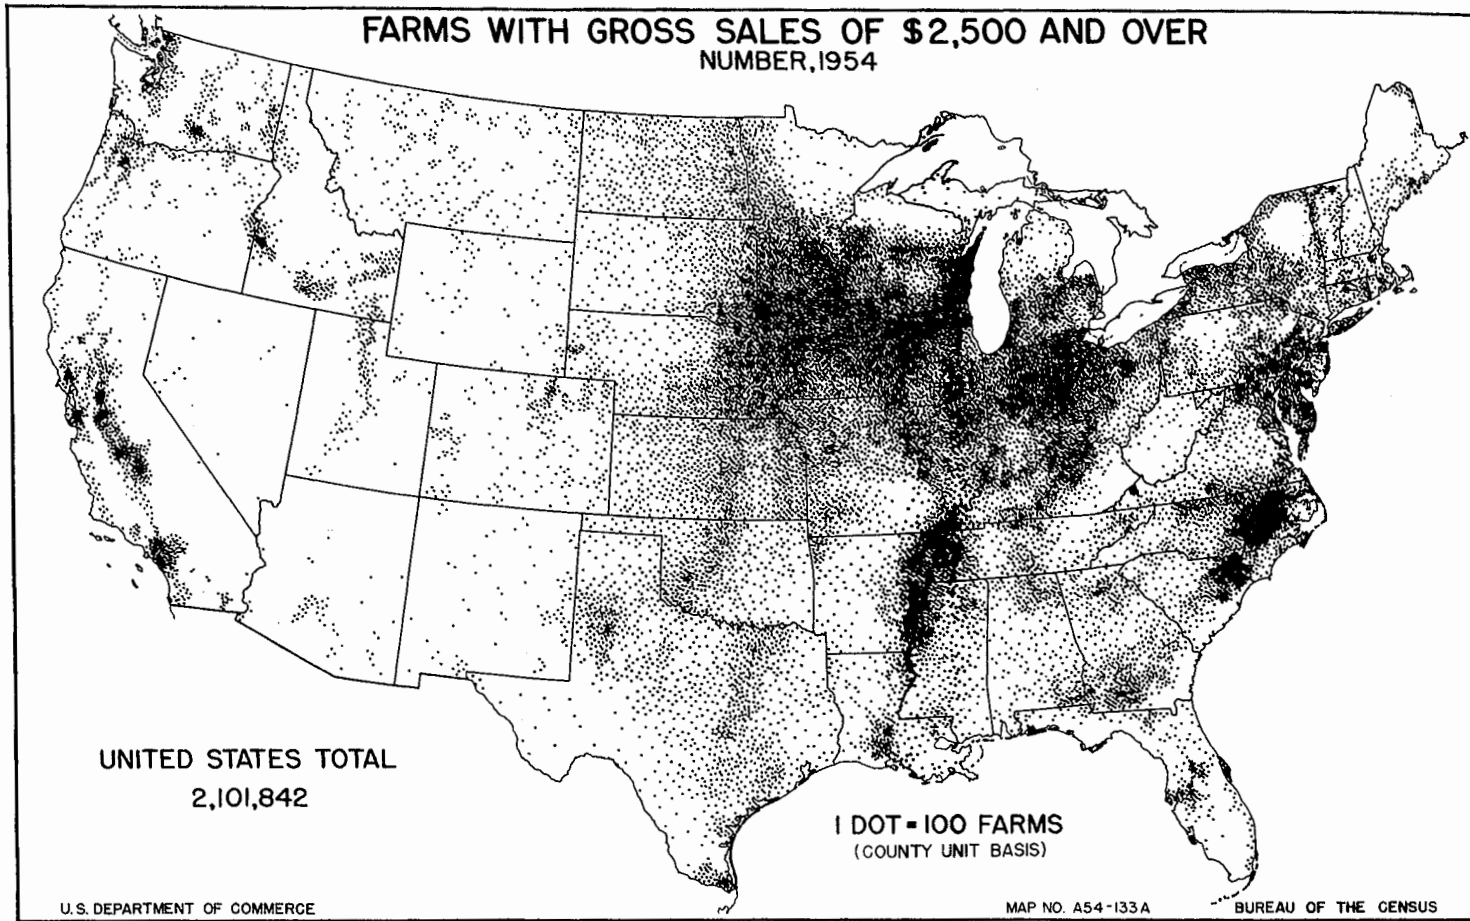 FARMS WITH GROSS SALES OF $2,500 AND OVER
NUMBER, 1954
UNITED STATES TOTAL
2,101,842
1 DOT = 100 FARMS
(COUNTY UNIT BASIS)
U. S. DEPARTMENT OF COMMERCE
MAP NO. A54-133A
BUREAU OF THE CENSUS